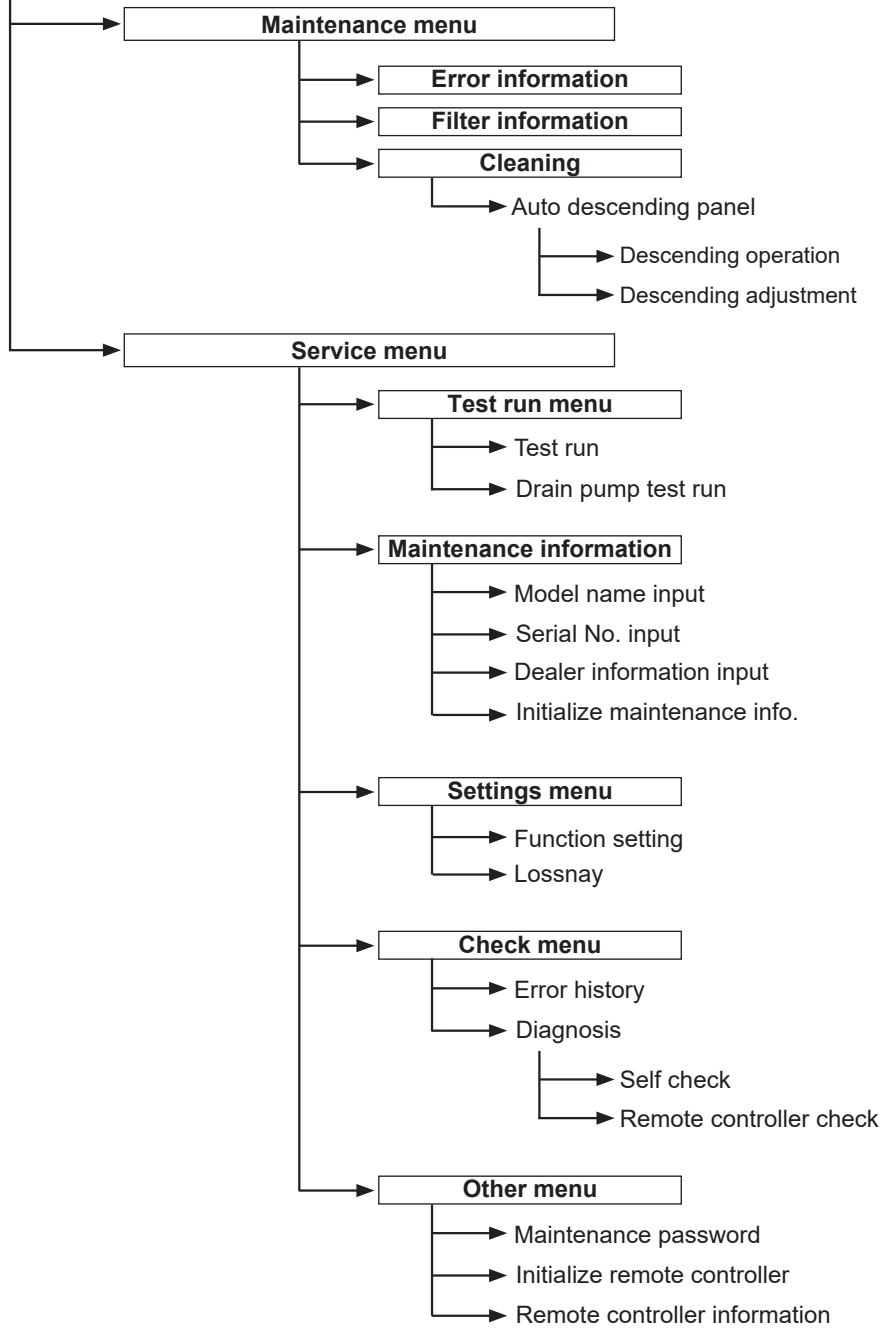 Maintenance menu
Error information
Filter information
Cleaning
Auto descending panel
Descending operation
Descending adjustment
Service menu
Test run menu
Test run
Drain pump test run
Maintenance information
Model name input
Serial No. input
Dealer information input
Initialize maintenance info.
Settings menu
Function setting
Lossnay
Check menu
Error history
Diagnosis
Self check
Remote controller check
Other menu
Maintenance password
Initialize remote controller
Remote controller information